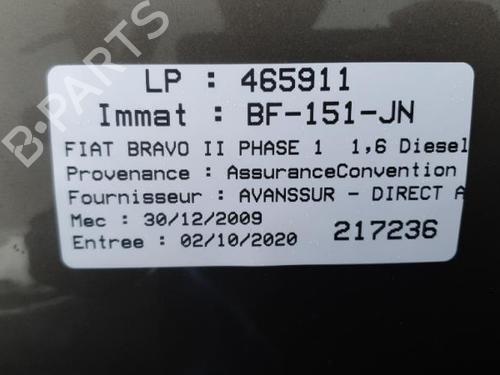 LP : 465911
Immat : BF-151-JN
FIAT BRAVO II PHASE 1 1,6 Diesel
Provenance : AssuranceConvention
Fournisseur : AVANSSUR - DIRECT A
Mec : 30/12/2009
Entree : 02/10/2020 217236
B-PARTS